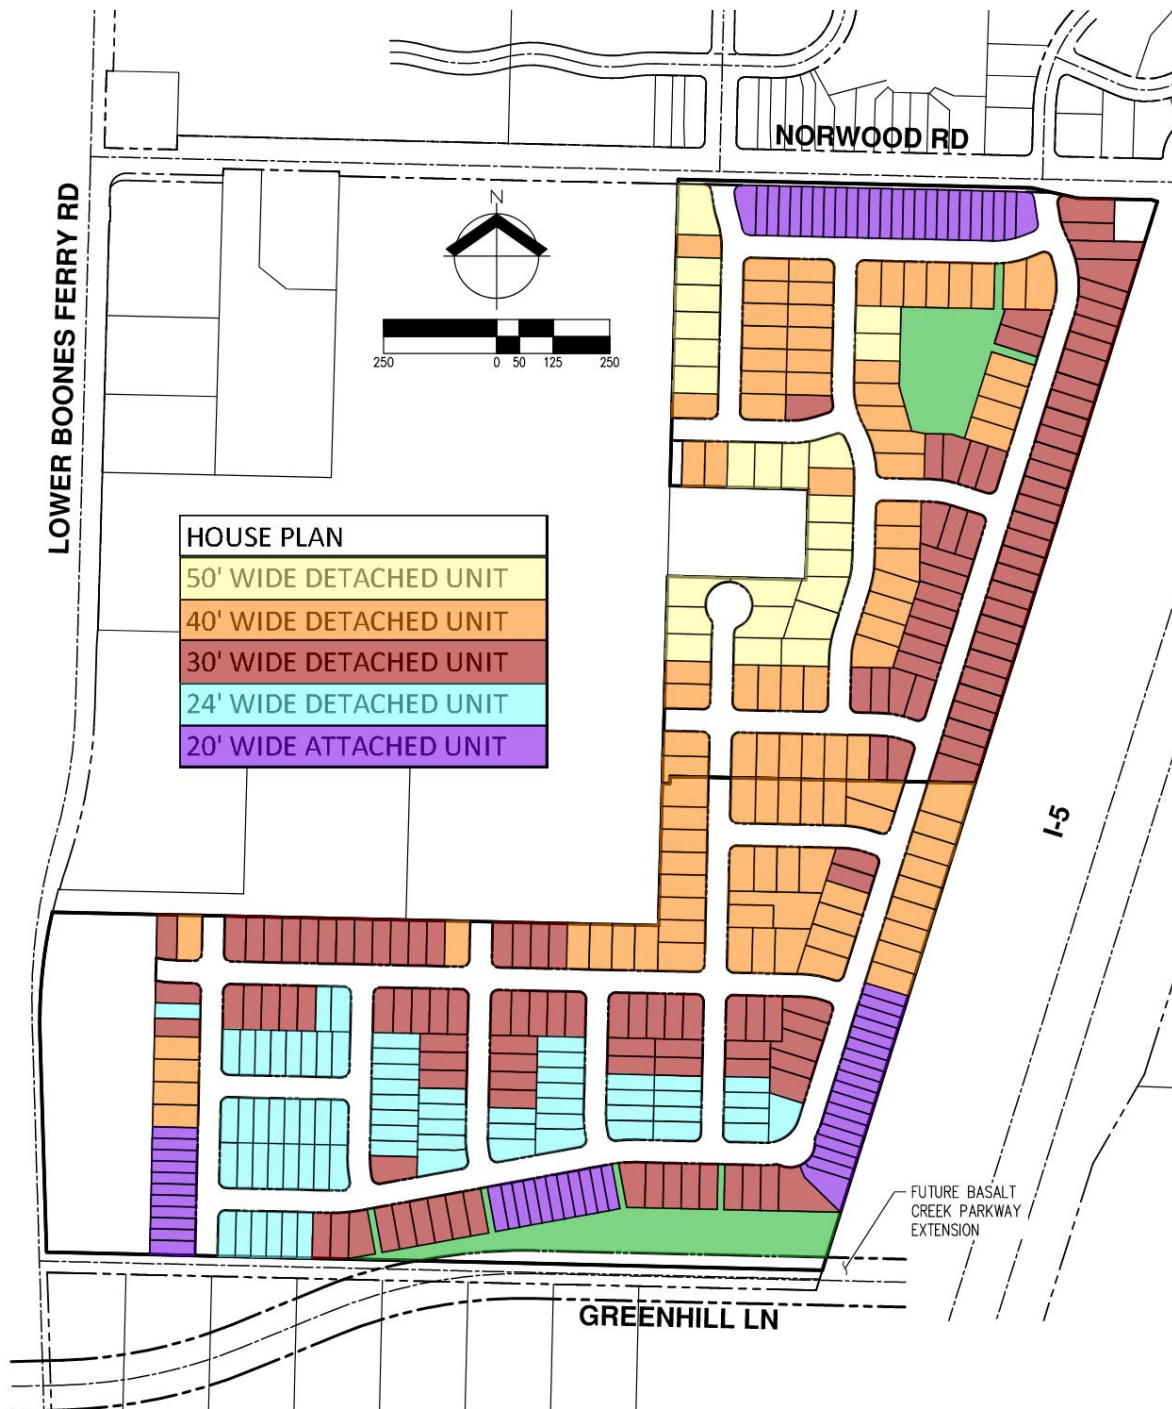 NORWOOD RD
LOWER BOONES FERRY RD
N
250 0 50 125 250
HOUSE PLAN
50' WIDE DETACHED UNIT
40' WIDE DETACHED UNIT
30' WIDE DETACHED UNIT
24' WIDE DETACHED UNIT
20' WIDE ATTACHED UNIT
I-5
FUTURE BASALT
CREEK PARKWAY
EXTENSION
GREENHILL LN